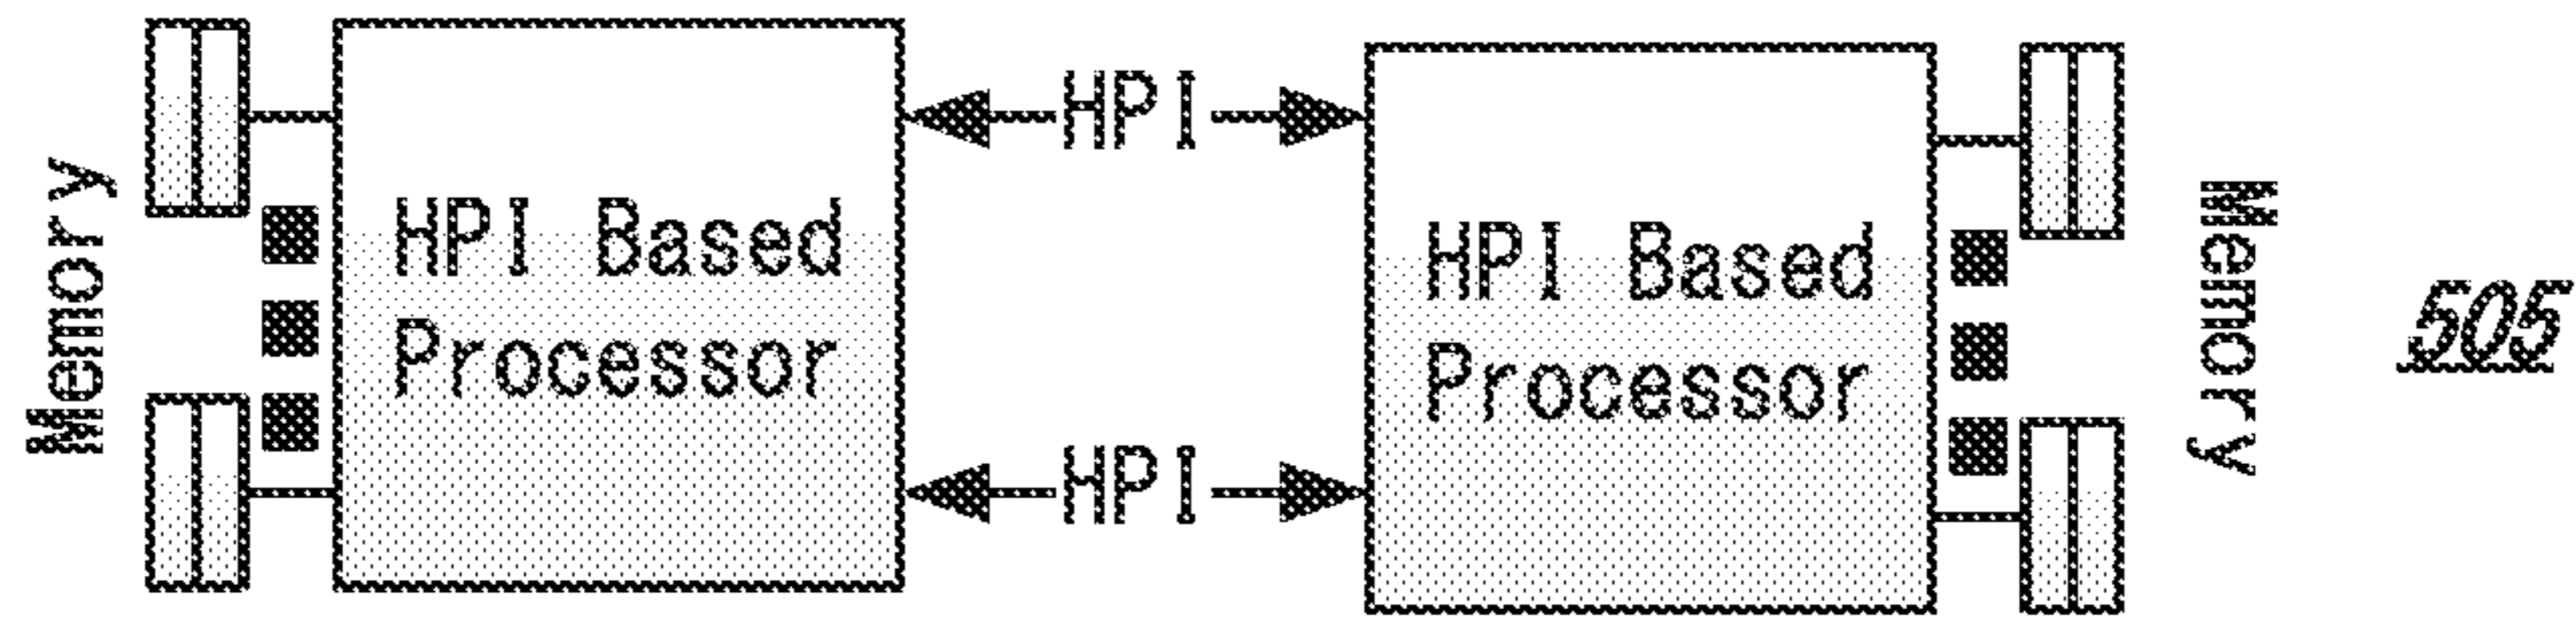 Memory
HPI Based
Processor
HPI
HPI
HPI Based
Processor
Memory
505